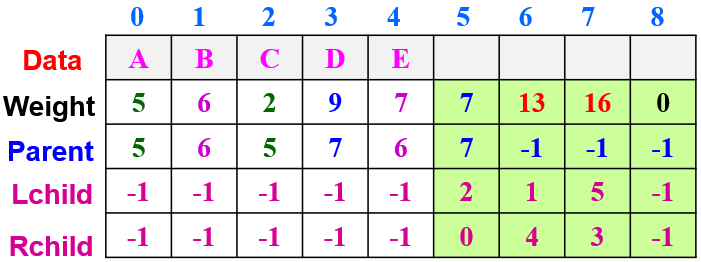 0 1 2 3 4 5 6 7 8
Data A B C D E
Weight 5 6 2 9 7 7 13 16 0
Parent 5 6 5 7 6 7 -1 -1 -1
Lchild -1 -1 -1 -1 -1 2 1 5 -1
Rchild -1 -1 -1 -1 -1 0 4 3 -1